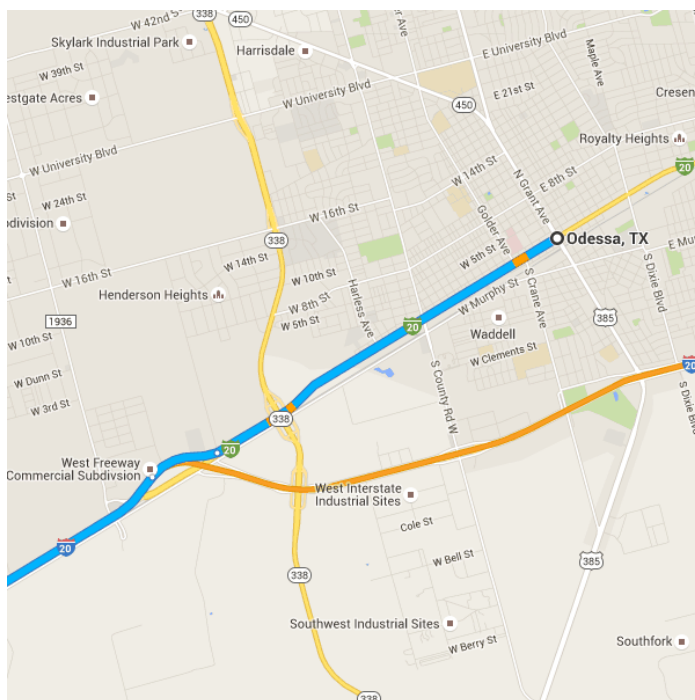 W 42nd St
338
450
Skylark Industrial Park
Harrisdale
E University Blvd
Maple Ave
W 39th St
W University Blvd
E 21st St
450
estgate Acres
Cresen
Royalty Heights
W 14th St
E 8th St
N Grant Ave
20
W University Blvd
W 24th St
W 16th St
Golder Ave
division
338
W 5th St
Odessa, TX
E Mu
W 14th St
W 10th St
W 16th St
Harless Ave
S Crane Ave
S Dixie Blvd
Henderson Heights
W 8th St
W Murphy St
385
1936
W 5th St
20
Waddell
W 10th St
W Clements St
W Dunn St
S County Rd W
20
W 3rd St
338
S Dixie Blvd
20
West Freeway
Commercial Subdivsion
West Interstate
Industrial Sites
Cole St
20
W Bell St
385
338
Southwest Industrial Sites
W Berry St
Southfork
338